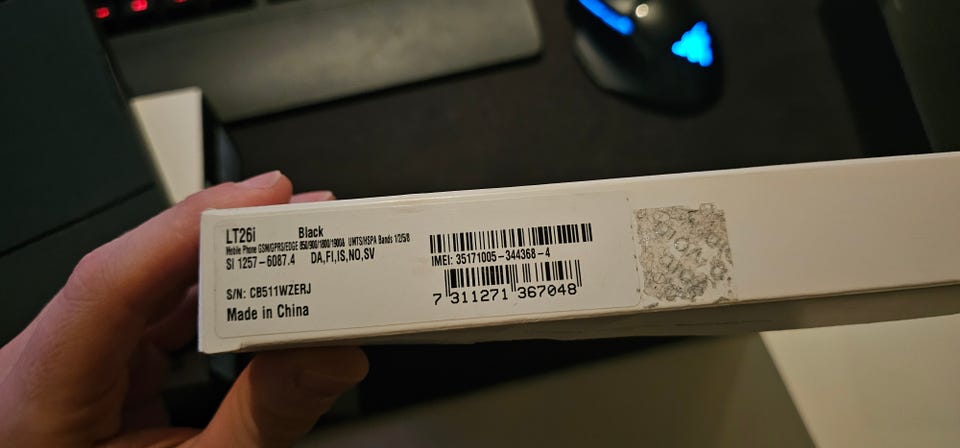 LT26i Black
Mobile Phone GSM/GPRS/EDGE 850/900/1800/1900& UMTS/HSPA Bands 1/2/5/8
SI 1257-6087.4 DA,FI,IS,NO,SV
S/N: CB511WZERJ
Made in China
IMEI: 35171005-344368-4
7 311271 367048